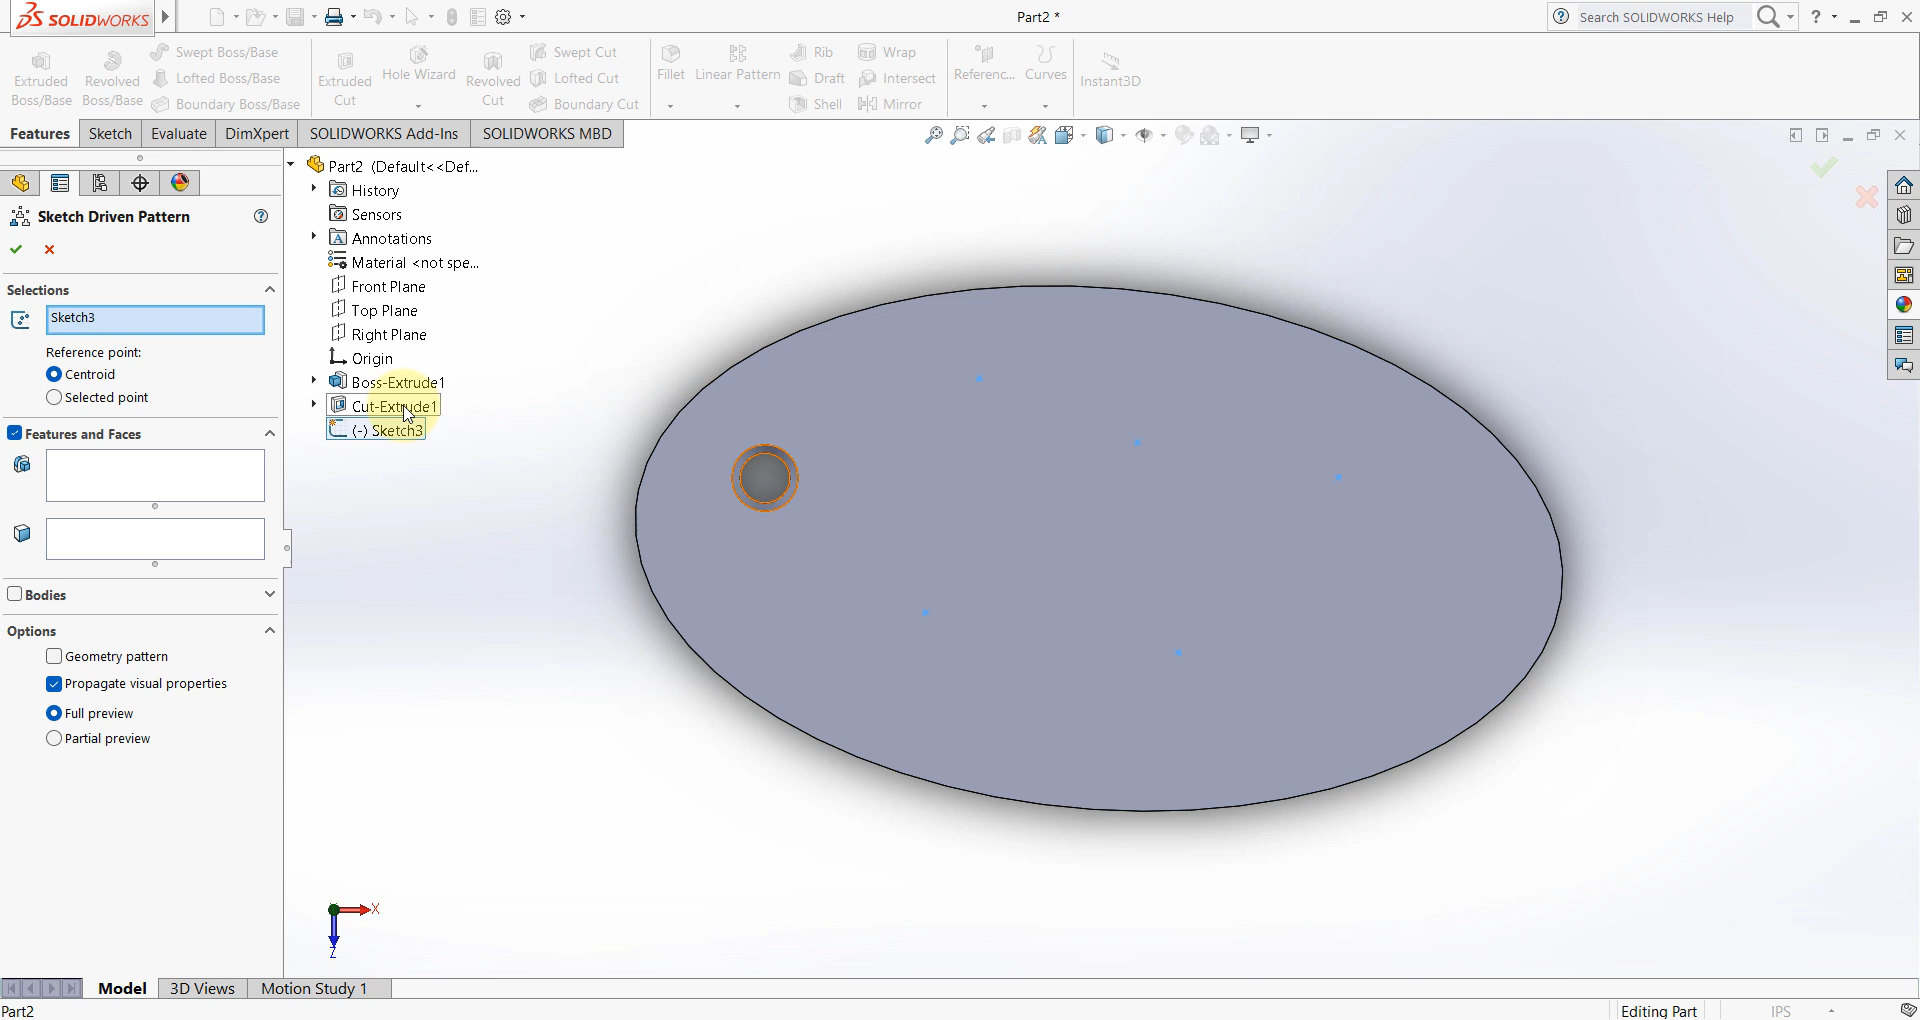 SOLIDWORKS
Part2 *
Search SOLIDWORKS Help
?
Extruded Boss/Base
Revolved Boss/Base
Swept Boss/Base
Lofted Boss/Base
Boundary Boss/Base
Extruded Cut
Hole Wizard
Revolved Cut
Swept Cut
Lofted Cut
Boundary Cut
Fillet
Linear Pattern
Rib
Draft
Shell
Wrap
Intersect
Mirror
Referenc...
Curves
Instant3D
Features
Sketch
Evaluate
DimXpert
SOLIDWORKS Add-Ins
SOLIDWORKS MBD
Sketch Driven Pattern
Selections
Sketch3
Reference point:
Centroid
Selected point
Features and Faces
Bodies
Options
Geometry pattern
Propagate visual properties
Full preview
Partial preview
Part2 (Default<<Def...
History
Sensors
Annotations
Material <not spe...
Front Plane
Top Plane
Right Plane
Origin
Boss-Extrude1
Cut-Extrude1
(-) Sketch3
X
Z
Model
3D Views
Motion Study 1
Part2
Editing Part
IPS